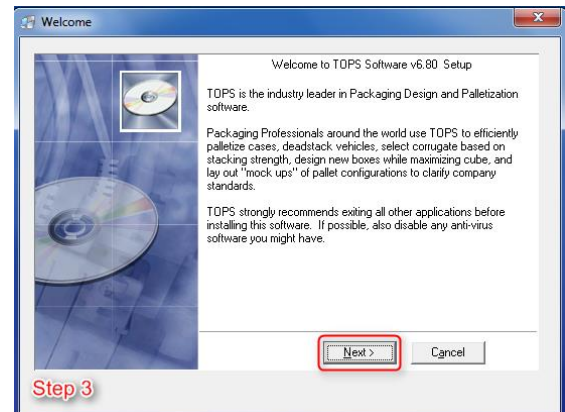 Welcome
Welcome to TOPS Software v6.80 Setup
TOPS is the industry leader in Packaging Design and Palletization
software.
Packaging Professionals around the world use TOPS to efficiently
palletize cases, deadstack vehicles, select corrugate based on
stacking strength, design new boxes while maximizing cube, and
lay out "mock ups" of pallet configurations to clarify company
standards.
TOPS strongly recommends exiting all other applications before
installing this software. If possible, also disable any anti-virus
software you might have.
Next >
Cancel
Step 3